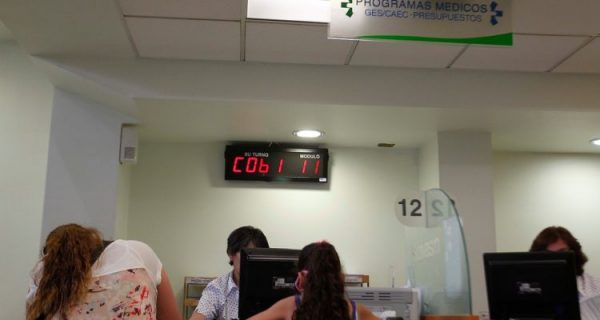 PROGRAMAS MEDICOS
GES/CAEC-PRESUPUESTOS
SU TURNO MODULO
C061 11
12